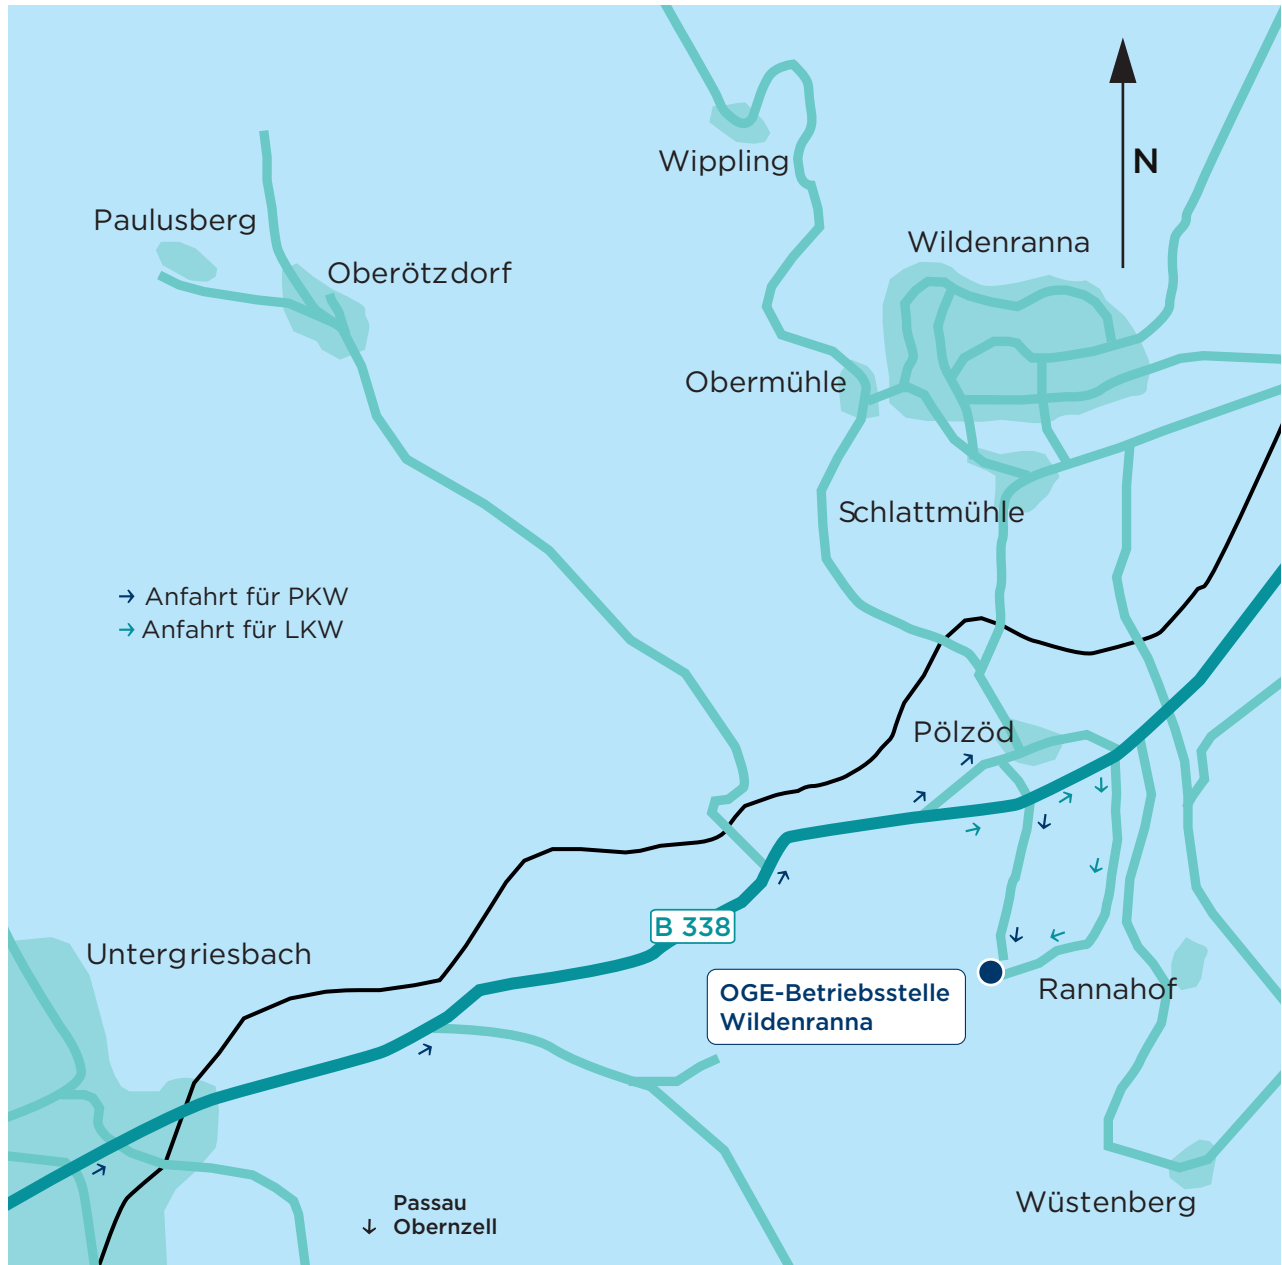 Wippling
N
Paulusberg
Wildenranna
Oberötzdorf
Obermühle
Schlattmühle
→ Anfahrt für PKW
→ Anfahrt für LKW
Pölzöd
B 338
Untergriesbach
OGE-Betriebsstelle
Wildenranna
Rannahof
Passau
↓ Obernzell
Wüstenberg